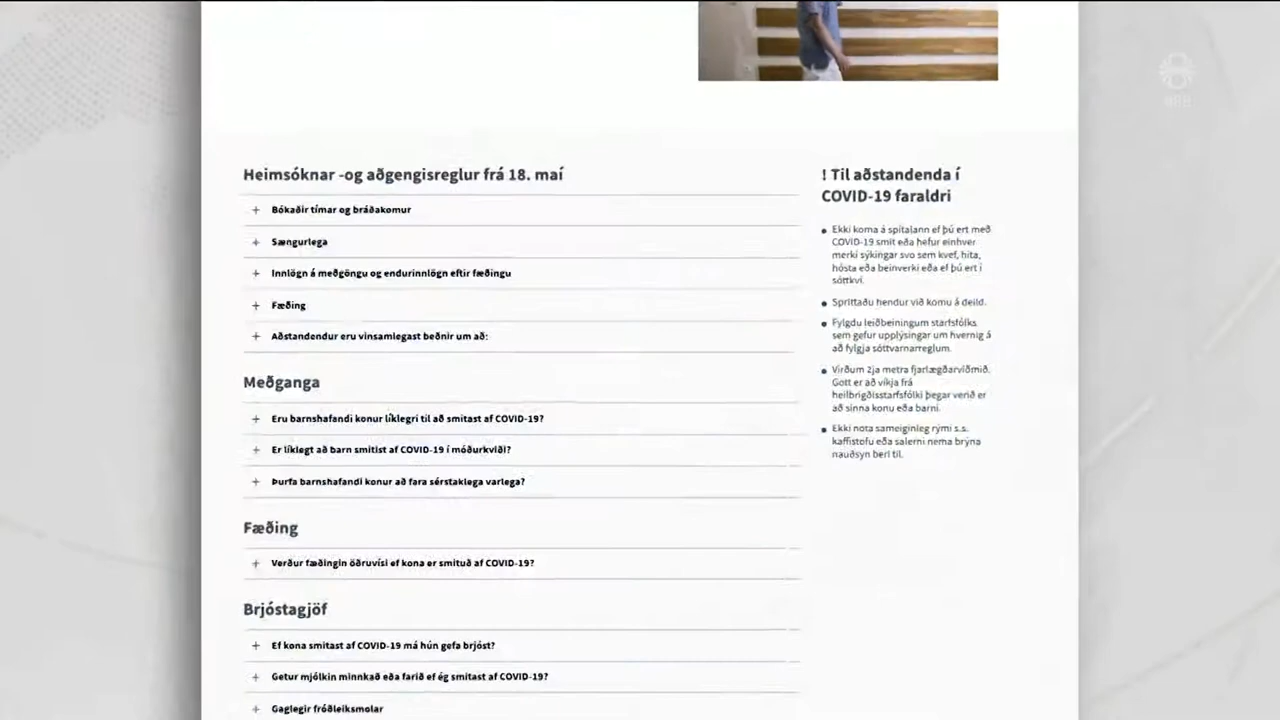 Heimsóknar -og aðgengisreglur frá 18. maí
Bókaðir tímar og bráðakomur
Sængurlega
Innlögn á meðgöngu og endurinnlögn eftir fæðingu
Fæðing
Aðstandendur eru vinsamlegast beðnir um að:
Meðganga
Eru barnshafandi konur líklegri til að smitast af COVID-19?
Er líklegt að barn smitist af COVID-19 í móðurkviði?
Þurfa barnshafandi konur að fara sérstaklega varlega?
Fæðing
Verður fæðingin öðruvísi ef kona er smituð af COVID-19?
Brjóstagjöf
Ef kona smitast af COVID-19 má hún gefa brjóst?
Getur mjólkin minnkað eða farið ef ég smitast af COVID-19?
Gaglegir fróðleiksmolar
! Til aðstandenda í
COVID-19 faraldri
Ekki koma á spítalann ef þú ert með
COVID-19 smit eða hefur einhver
merki sýkingar svo sem kvef, hita,
hósta eða beinverki eða ef þú ert í
sóttkví.
Sprittaðu hendur við komu á deild.
Fylgdu leiðbeiningum starfsfólks
sem gefur upplýsingar um hvernig á
að fylgja sóttvarnarreglum.
Virðum 2ja metra fjarlægðarviðmið.
Gott er að víkja frá
heilbrigðisstarfsfólki þegar verið er
að sinna konu eða barni.
Ekki nota sameiginleg rými s.s.
kaffistofu eða salerni nema brýna
nauðsyn beri til.